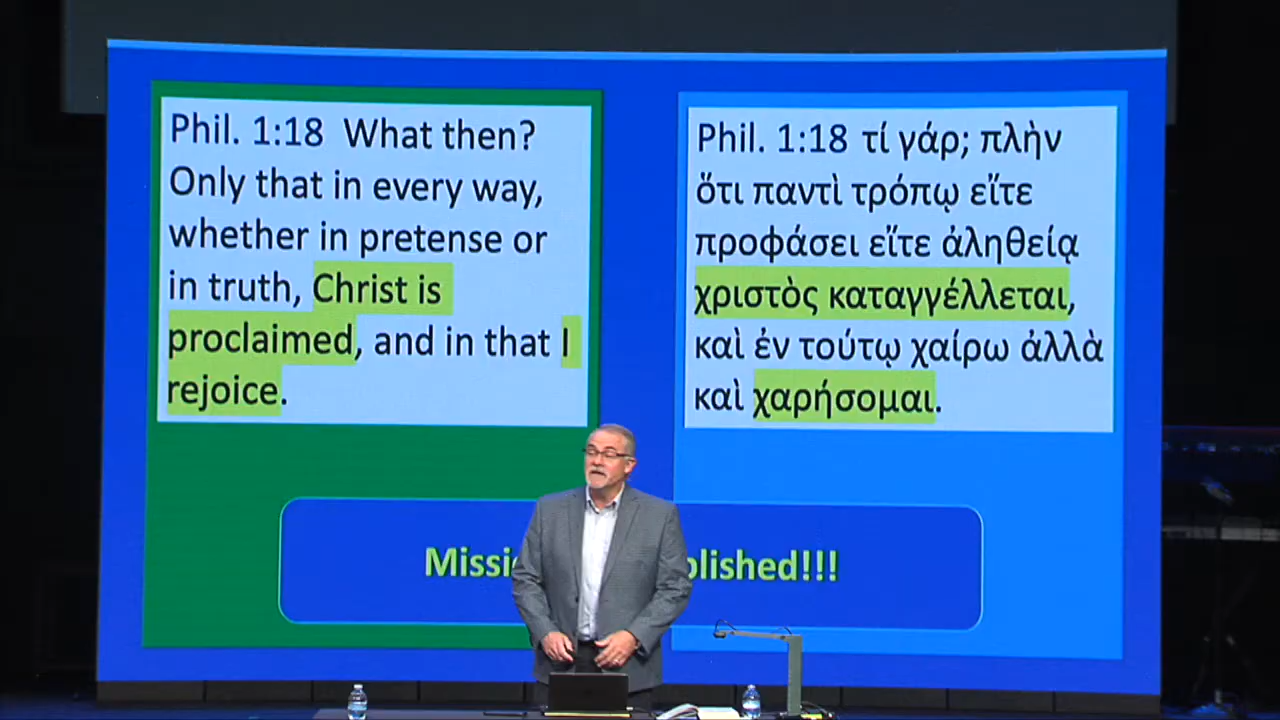 Phil. 1:18 What then?
Only that in every way,
whether in pretense or
in truth, Christ is
proclaimed, and in that I
rejoice.
Phil. 1:18 τί γάρ; πλὴν
ὅτι παντὶ τρόπῳ εἴτε
προφάσει εἴτε ἀληθείᾳ
χριστὸς καταγγέλλεται,
καὶ ἐν τούτῳ χαίρω ἀλλὰ
καὶ χαρήσομαι.